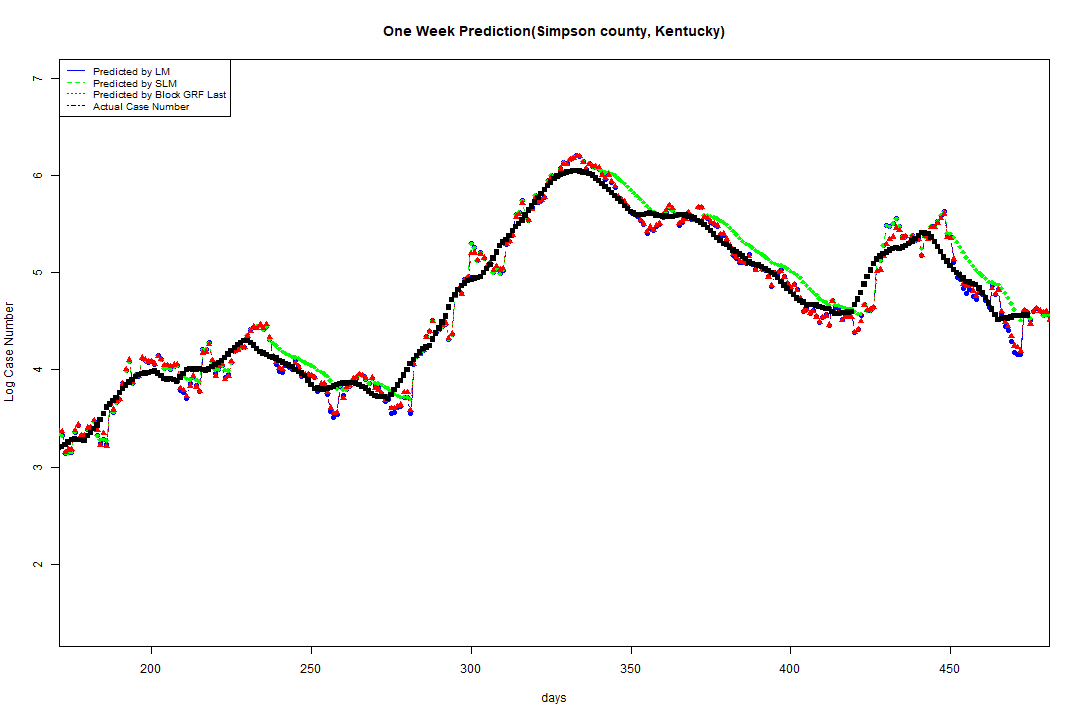 One Week Prediction(Simpson county, Kentucky)
Predicted by LM
Predicted by SLM
Predicted by Block GRF Last
Actual Case Number
7
6
5
4
3
2
Log Case Number
200 250 300 350 400 450
days